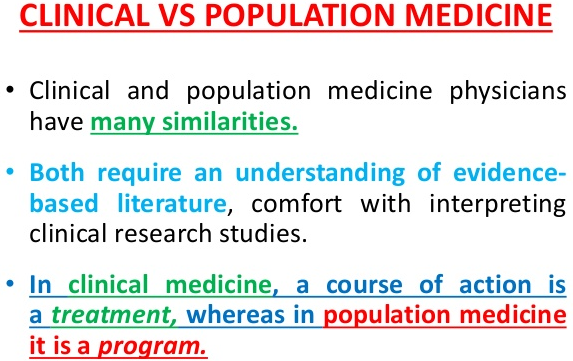 CLINICAL VS POPULATION MEDICINE
• Clinical and population medicine physicians
have many similarities.
• Both require an understanding of evidence-
based literature, comfort with interpreting
clinical research studies.
• In clinical medicine, a course of action is
a treatment, whereas in population medicine
it is a program.